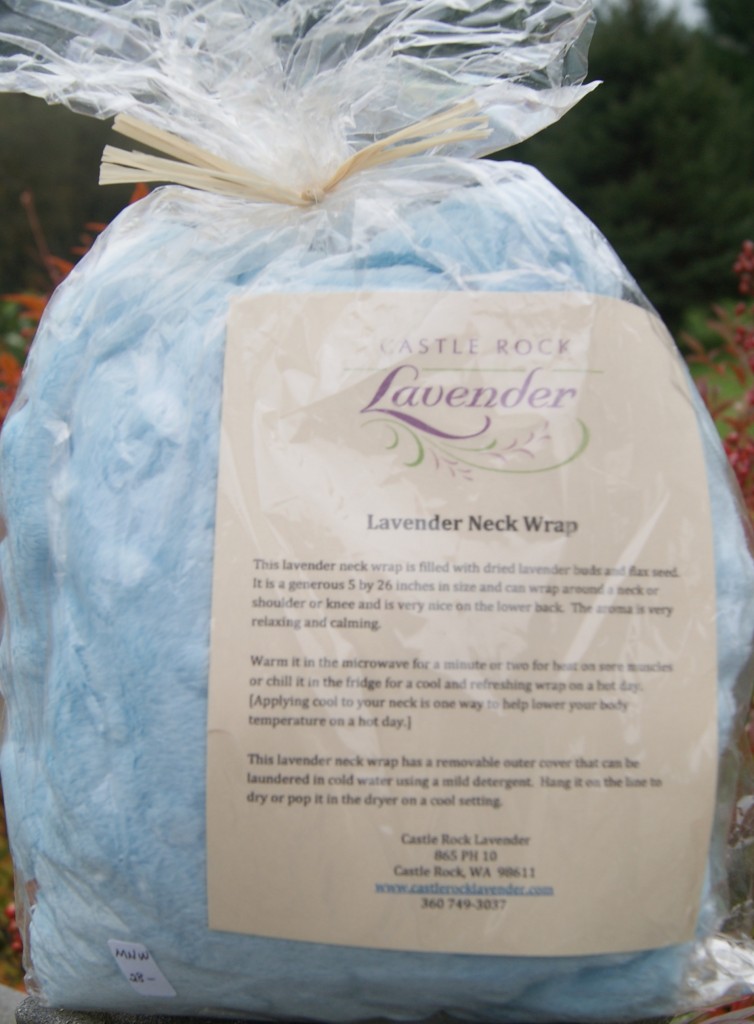 CASTLE ROCK
Lavender
Lavender Neck Wrap
This lavender neck wrap is filled with dried lavender buds and flax seed.
It is a generous 5 by 26 inches in size and can wrap around a neck or
shoulder or knee and is very nice on the lower back. The aroma is very
relaxing and calming.
Warm it in the microwave for a minute or two for heat on sore muscles
or chill it in the fridge for a cool and refreshing wrap on a hot day.
[Applying cool to your neck is one way to help lower your body
temperature on a hot day.]
This lavender neck wrap has a removable outer cover that can be
laundered in cold water using a mild detergent. Hang it on the line to
dry or pop it in the dryer on a cool setting.
Castle Rock Lavender
865 PH 10
Castle Rock, WA 98611
www.castlerocklavender.com
360 749-3037
MNW
28-